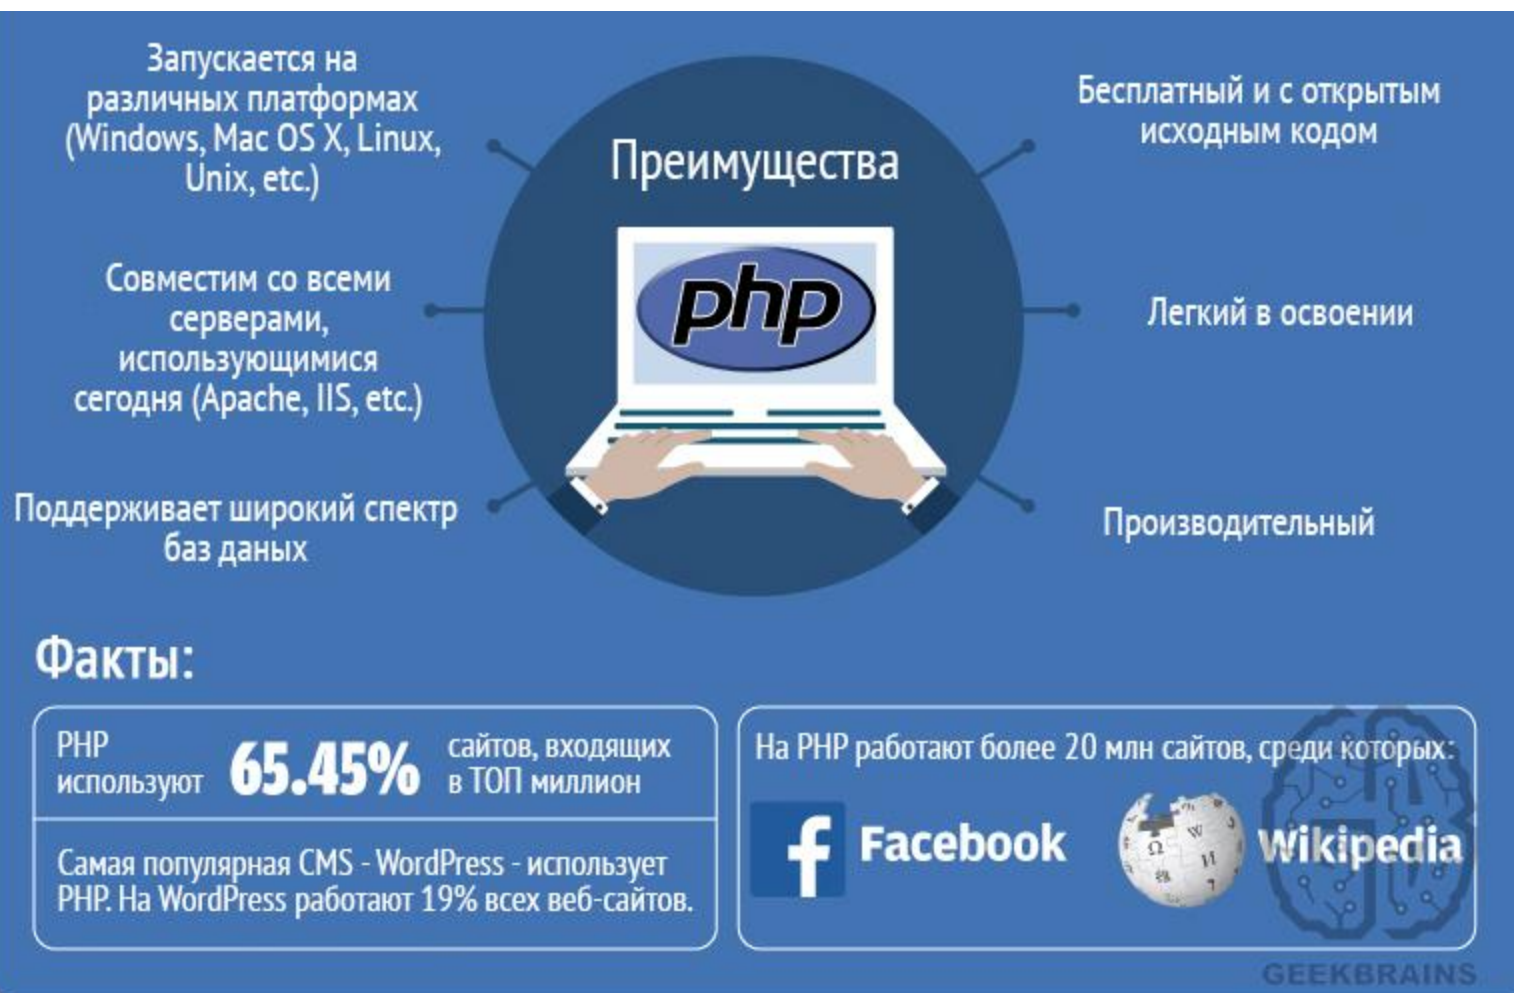 Запускается на
различных платформах
(Windows, Mac OS X, Linux,
Unix, etc.)
Совместим со всеми
серверами,
использующимися
сегодня (Apache, IIS, etc.)
Поддерживает широкий спектр
баз даных
Преимущества
php
Бесплатный и с открытым
исходным кодом
Легкий в освоении
Производительный
Факты:
PHP
используют
65.45%
сайтов, входящих
в ТОП миллион
Самая популярная CMS - WordPress - использует
PHP. На WordPress работают 19% всех веб-сайтов.
На PHP работают более 20 млн сайтов, среди которых:
f
Facebook
W
Ω
И
Wikipedia
GEEKBRAINS